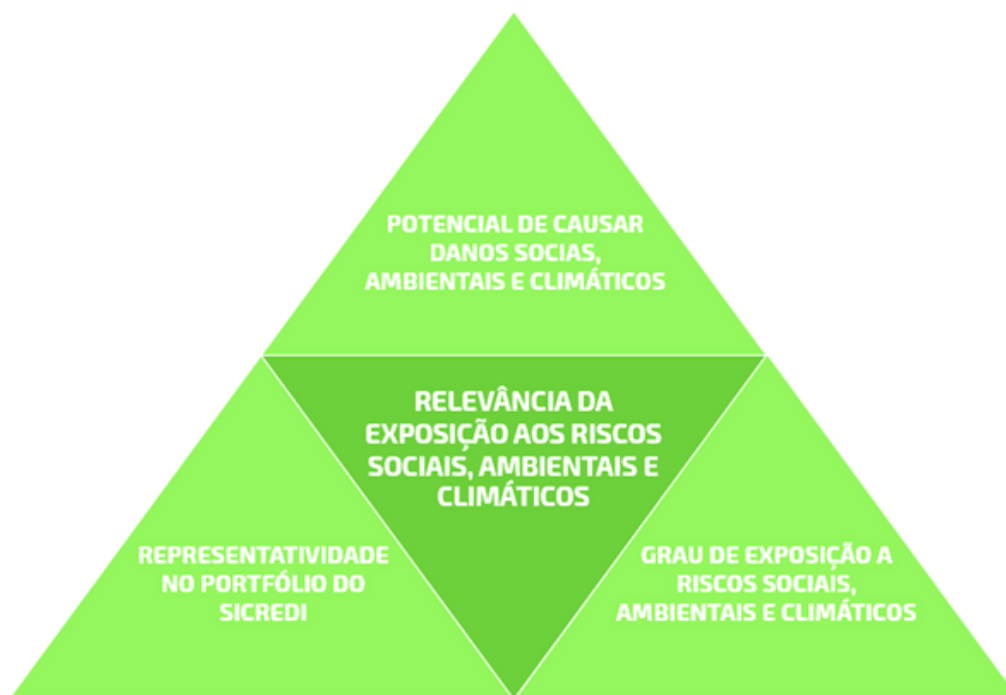 POTENCIAL DE CAUSAR
DANOS SOCIAS,
AMBIENTAIS E CLIMÁTICOS
RELEVÂNCIA DA
EXPOSIÇÃO AOS RISCOS
SOCIAIS, AMBIENTAIS E
CLIMÁTICOS
REPRESENTATIVIDADE
NO PORTFÓLIO DO
SICREDI
GRAU DE EXPOSIÇÃO A
RISCOS SOCIAIS,
AMBIENTAIS E CLIMÁTICOS